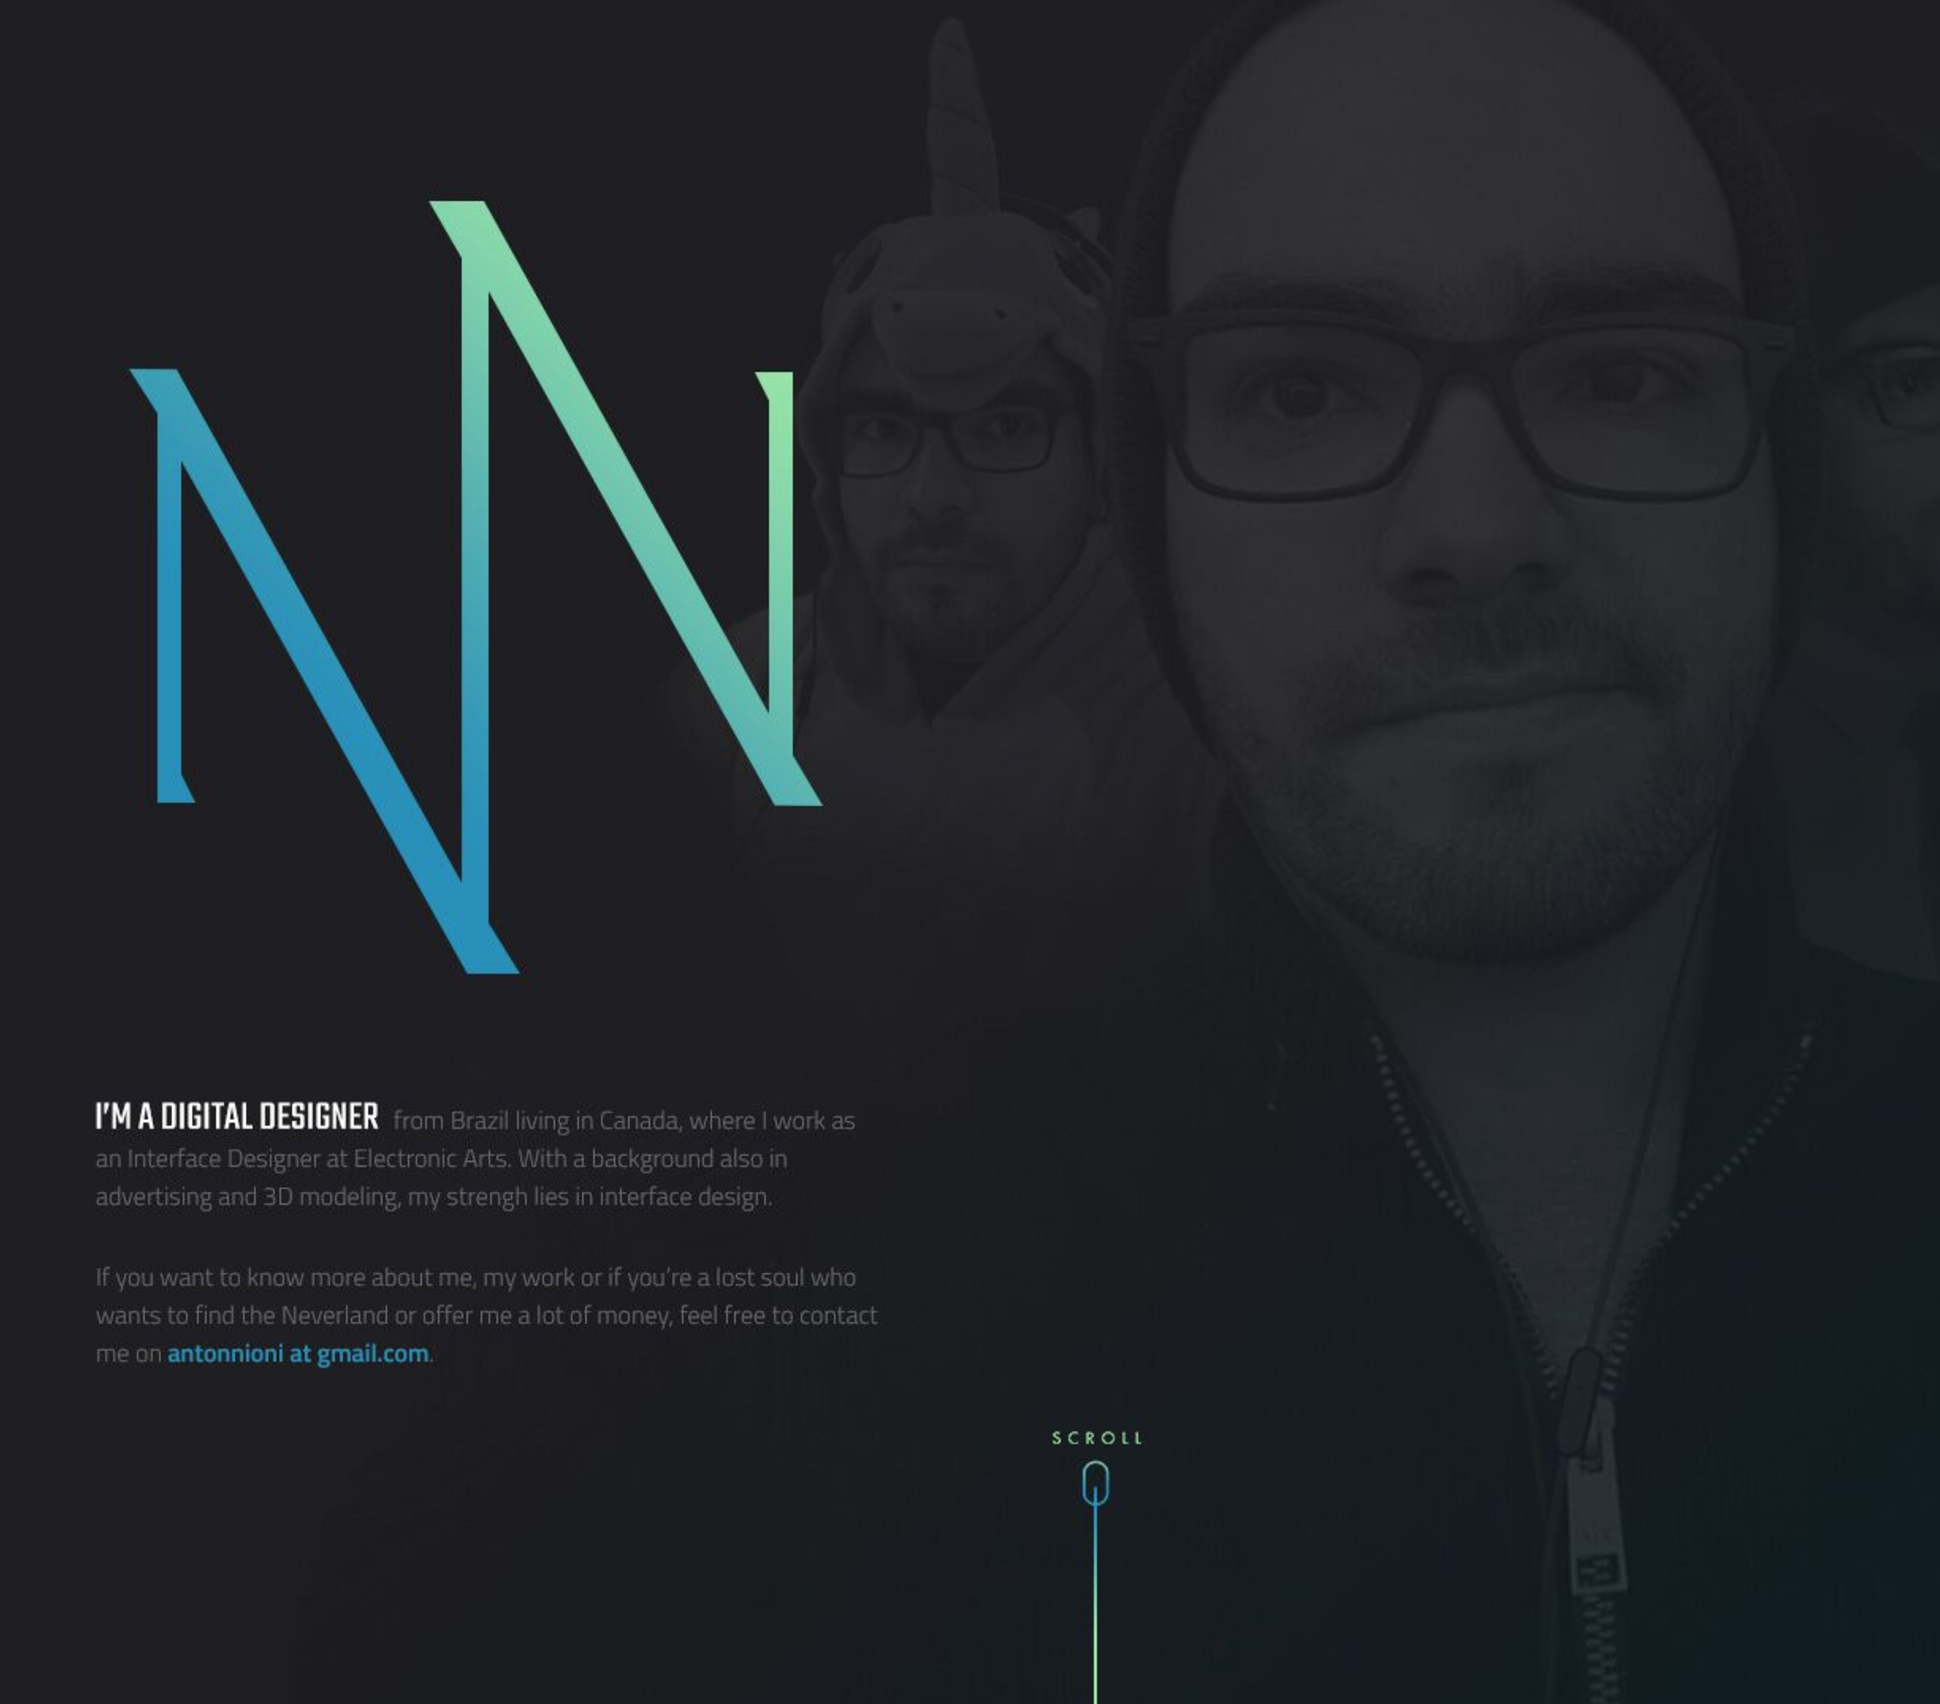 NN
I'M A DIGITAL DESIGNER from Brazil living in Canada, where I work as
an Interface Designer at Electronic Arts. With a background also in
advertising and 3D modeling, my strengh lies in interface design.
If you want to know more about me, my work or if you're a lost soul who
wants to find the Neverland or offer me a lot of money, feel free to contact
me on antonnioni at gmail.com.
SCROLL